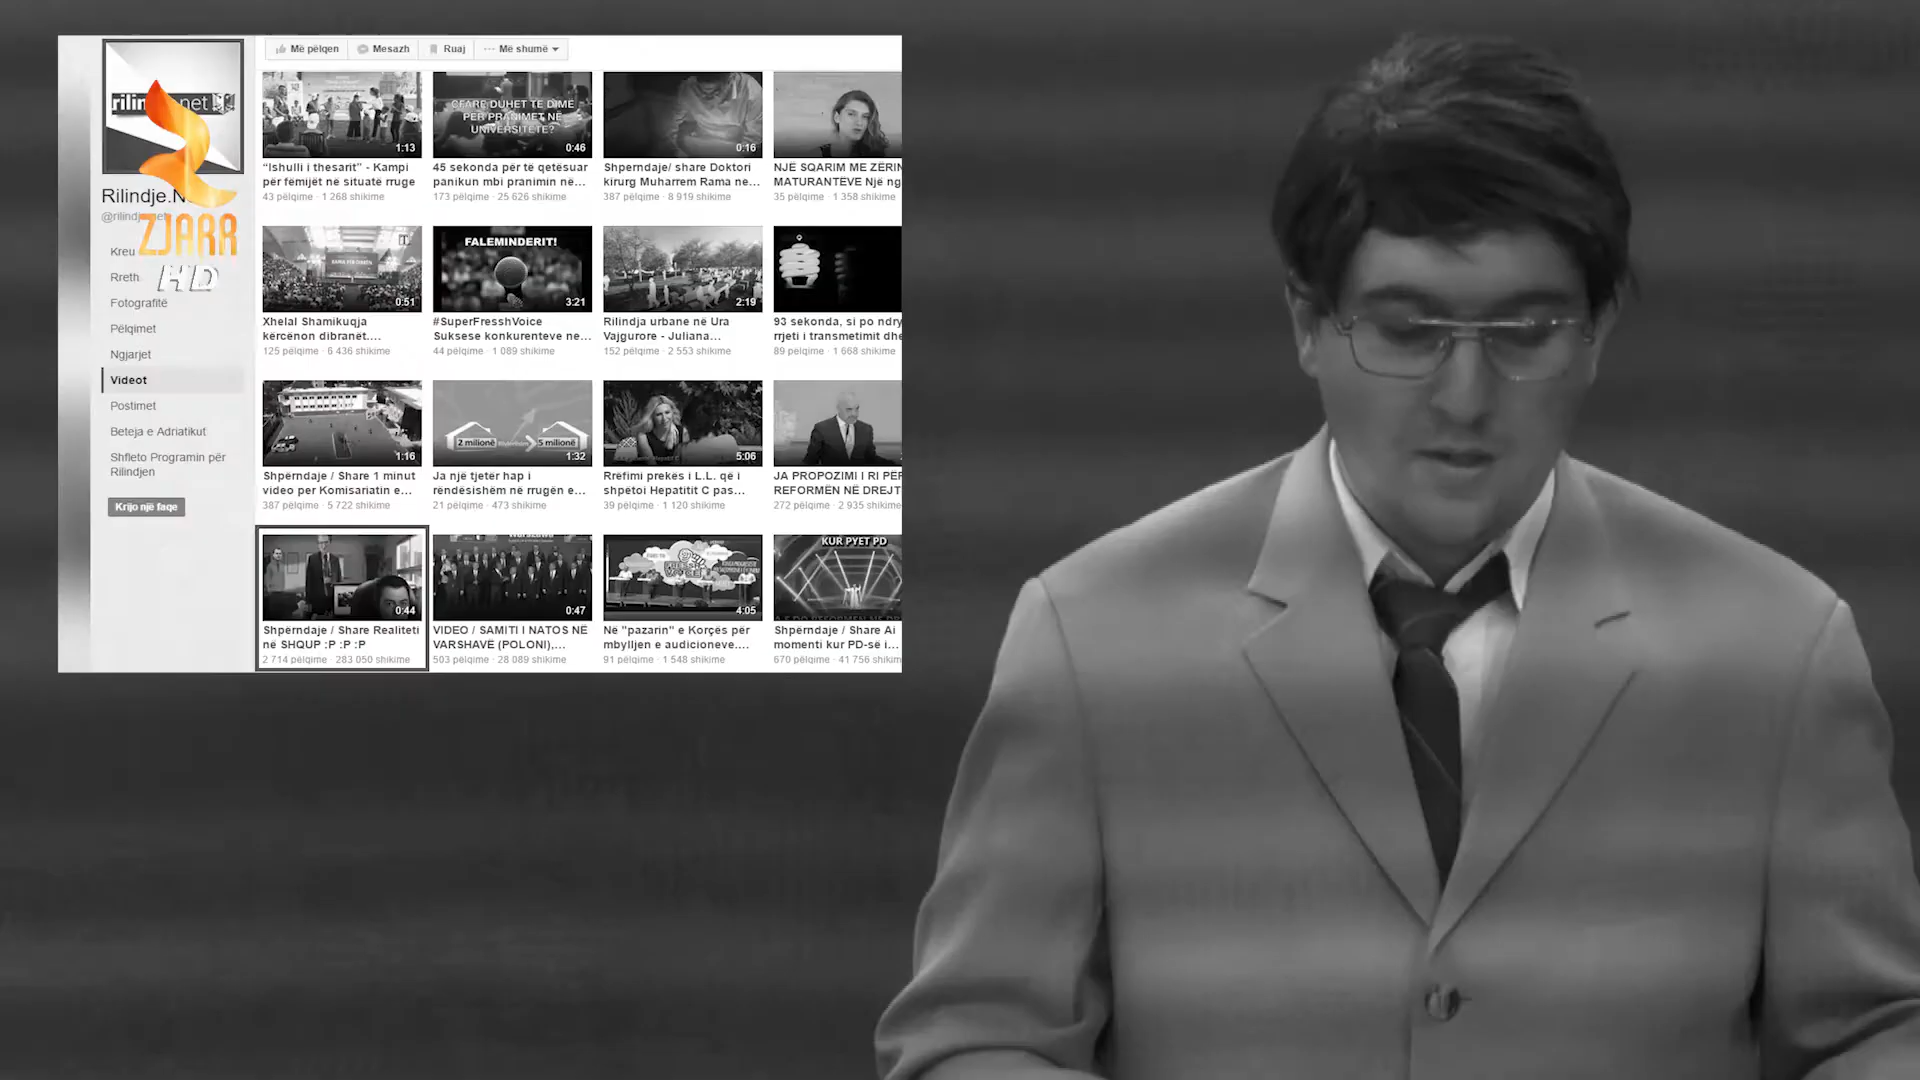 Më pëlqen Mesazh Ruaj Më shumë
Rilindje.N
@rilindj
ZJARR
HD
Kreu
Rreth
Fotografitë
Pëlqimet
Ngjarjet
Videot
Postimet
Beteja e Adriatikut
Shfleto Programin për
Rilindjen
Krijo një faqe
1:13
"Ishulli i thesarit" - Kampi
për fëmijët në situatë rruge
43 pëlqime · 1 268 shikime
ÇFARË DUHET TË DIMË
PËR PRANIMET NË
UNIVERSITETE?
0:46
45 sekonda për të qetësuar
panikun mbi pranimin në...
173 pëlqime · 25 626 shikime
0:16
Shperndaje/ share Doktori
kirurg Muharrem Rama ne...
387 pëlqime · 8 919 shikime
NJË SQARIM ME ZËRIN
MATURANTËVE Një ng
35 pëlqime · 1 358 shikime
0:51
Xhelal Shamikuqja
kërcënon dibranët....
125 pëlqime · 6 436 shikime
FALEMINDERIT!
3:21
#SuperFresshVoice
Suksese konkurenteve ne...
44 pëlqime · 1 089 shikime
2:19
Rilindja urbane në Ura
Vajgurore - Juliana...
152 pëlqime · 2 553 shikime
93 sekonda, si po ndry
rrjeti i transmetimit dhe
89 pëlqime · 1 668 shikime
1:16
Shpërndaje / Share 1 minut
video per Komisariatin e...
387 pëlqime · 5 722 shikime
2 milionë
5 milionë
1:32
Ja një tjetër hap i
rëndësishëm në rrugën e...
21 pëlqime · 473 shikime
5:06
Rrëfimi prekës i L.L. që i
shpëtoi Hepatitit C pas...
39 pëlqime · 1 120 shikime
JA PROPOZIMI I RI PËR
REFORMËN NË DREJT
272 pëlqime · 2 935 shikime
0:44
Shpërndaje / Share Realiteti
në SHQUP :P :P :P
2 714 pëlqime · 283 050 shikime
Warszawa
0:47
VIDEO / SAMITI I NATOS NË
VARSHAVË (POLONI),...
503 pëlqime · 28 089 shikime
4:05
Në "pazarin" e Korçës për
mbylljen e audicioneve....
91 pëlqime · 1 548 shikime
KUR PYET PD
Shpërndaje / Share Ai
momenti kur PD-së i...
670 pëlqime · 41 756 shikime